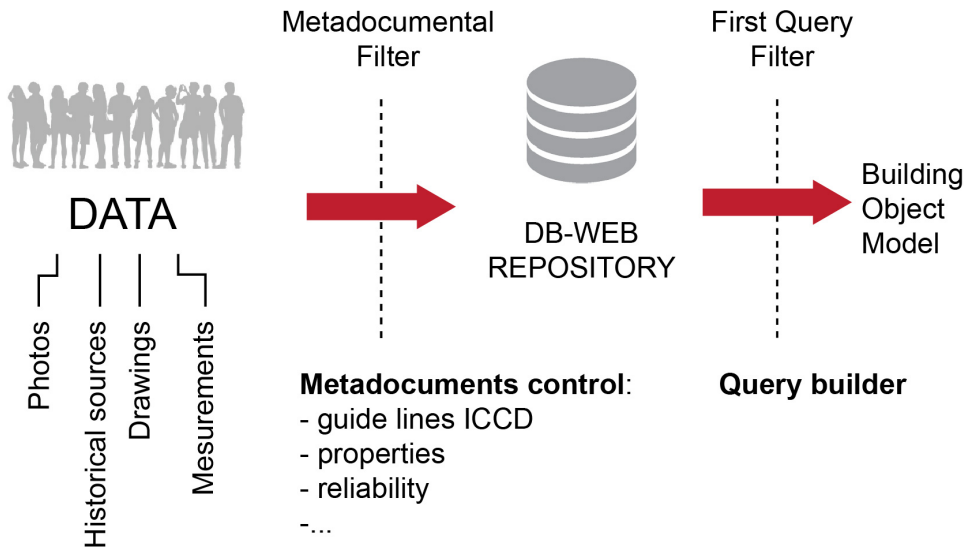 Metadocumental
Filter
First Query
Filter
DATA
Photos
Historical sources
Drawings
Mesurements
DB-WEB
REPOSITORY
Building
Object
Model
Metadocuments control:
- guide lines ICCD
- properties
- reliability
-...
Query builder